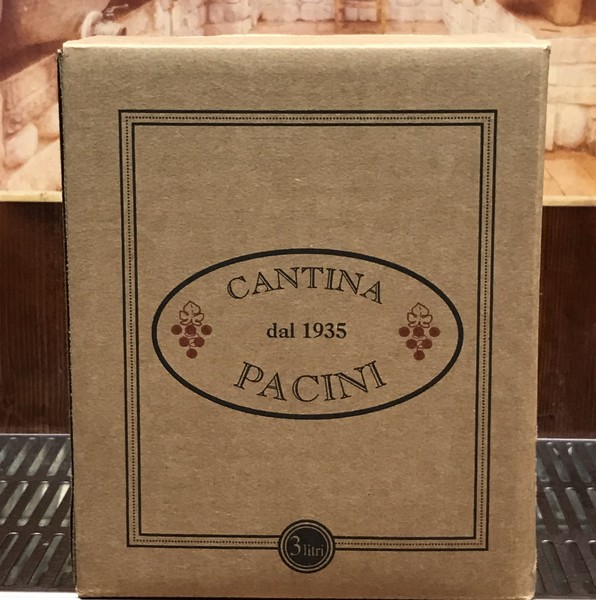 CANTINA
dal 1935
PACINI
3 litri